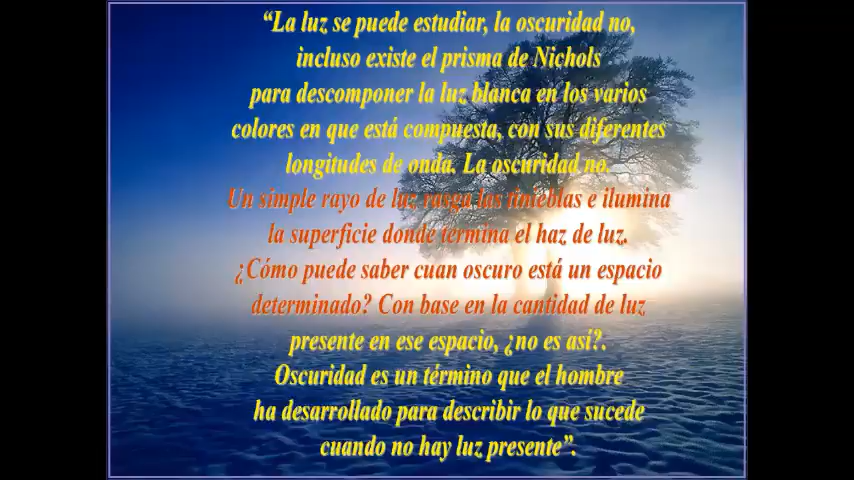 “La luz se puede estudiar, la oscuridad no,
incluso existe el prisma de Nichols
para descomponer la luz blanca en los varios
colores en que está compuesta, con sus diferentes
longitudes de onda. La oscuridad no.
Un simple rayo de luz rasga las tinieblas e ilumina
la superficie donde termina el haz de luz.
¿Cómo puede saber cuan oscuro está un espacio
determinado? Con base en la cantidad de luz
presente en ese espacio, ¿no es así?.
Oscuridad es un término que el hombre
ha desarrollado para describir lo que sucede
cuando no hay luz presente”.